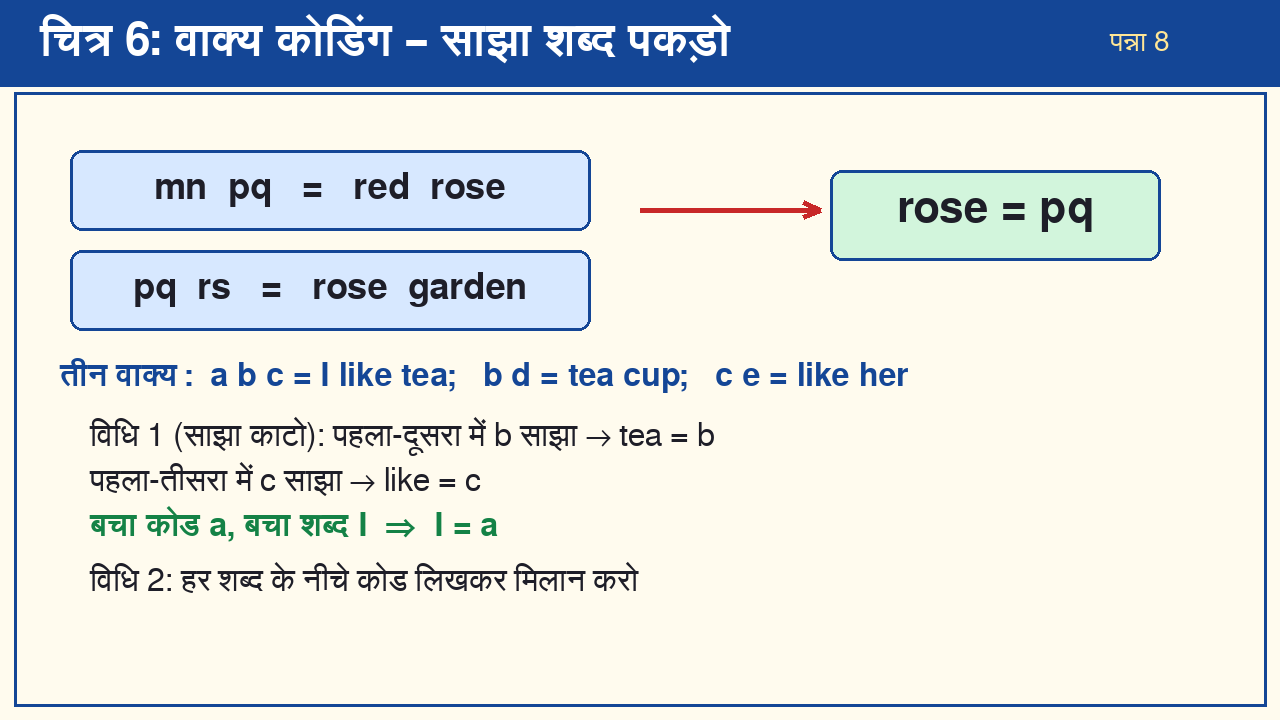 चित्र 6: वाक्य कोडिंग – साझा शब्द पकड़ो
पन्ना 8
mn pq = red rose
rose = pq
pq rs = rose garden
तीन वाक्य : a b c = I like tea; b d = tea cup; c e = like her
विधि 1 (साझा काटो): पहला-दूसरा में b साझा → tea = b
पहला-तीसरा में c साझा → like = c
बचा कोड a, बचा शब्द I ⇒ I = a
विधि 2: हर शब्द के नीचे कोड लिखकर मिलान करो